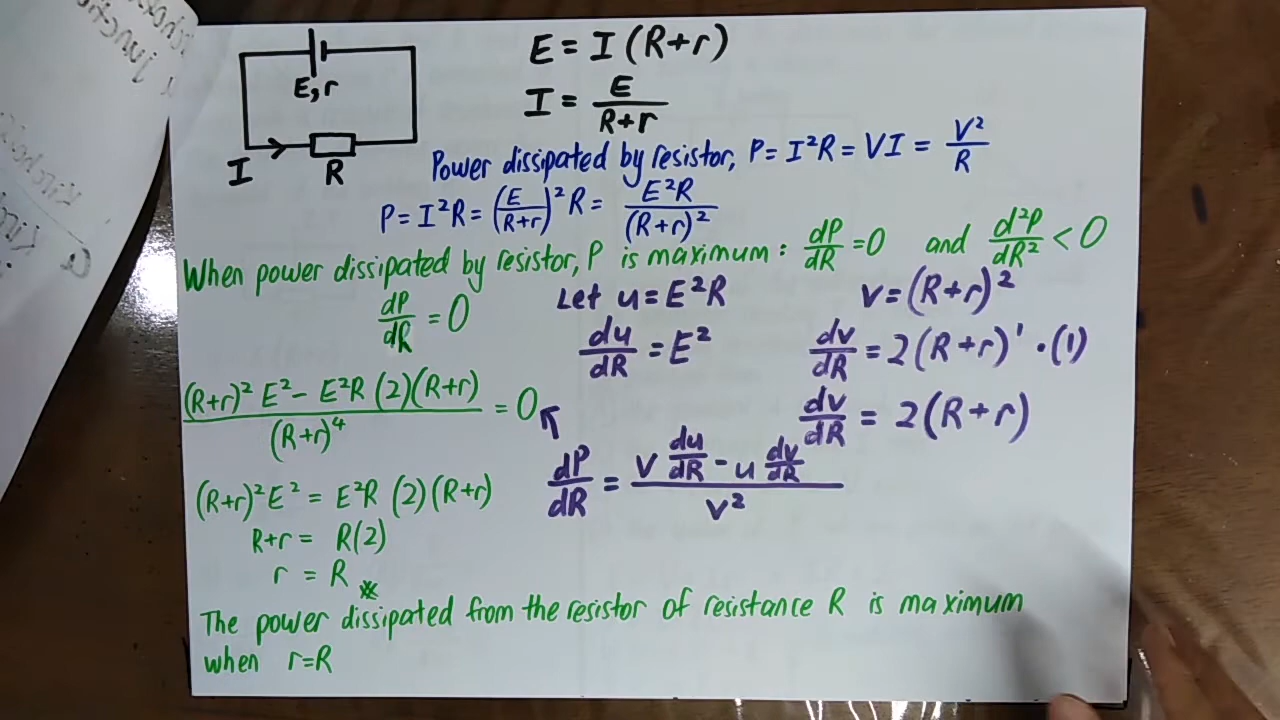 E = I (R+r)
E, r
I = E/(R+r)
I
R
Power dissipated by resistor, P = I²R = VI = V²/R
P = I²R = (E/(R+r))² R = E²R/(R+r)²
When power dissipated by resistor, P is maximum : dP/dR = 0 and d²P/dR² < 0
dP/dR = 0
Let u = E²R
v = (R+r)²
du/dR = E²
dv/dR = 2(R+r)¹ · (1)
((R+r)² E² − E²R (2)(R+r))/(R+r)⁴ = 0
dv/dR = 2(R+r)
dP/dR = (v du/dR − u dv/dR)/v²
(R+r)² E² = E²R (2)(R+r)
R+r = R(2)
r = R *
The power dissipated from the resistor of resistance R is maximum
when r=R